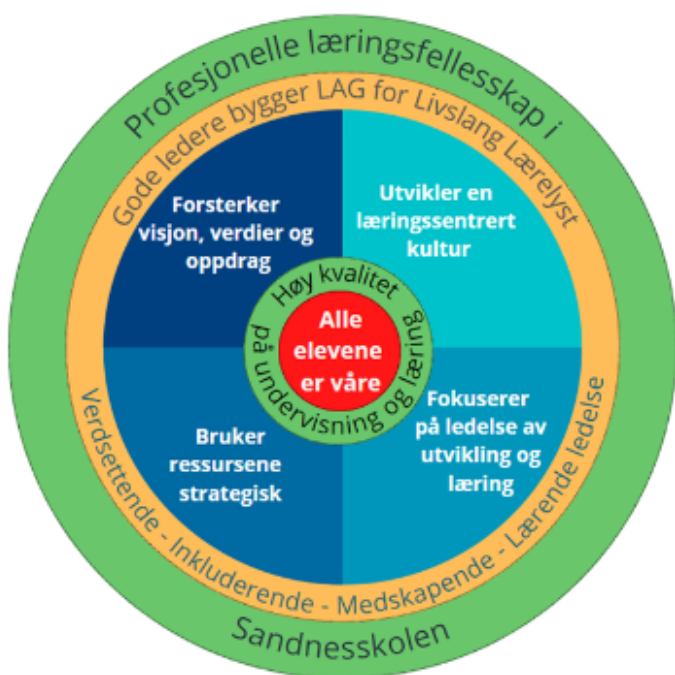 Profesjonelle læringsfellesskap i
Gode ledere bygger LAG for Livslang Lærelyst
Forsterker
visjon, verdier og
oppdrag
Utvikler en
læringssentrert
kultur
Høy kvalitet
på undervisning og læring
Alle
elevene
er våre
Bruker
ressursene
strategisk
Fokuserer
på ledelse av
utvikling og
læring
Verdsettende - Inkluderende - Medskapende - Lærende ledelse
Sandnesskolen